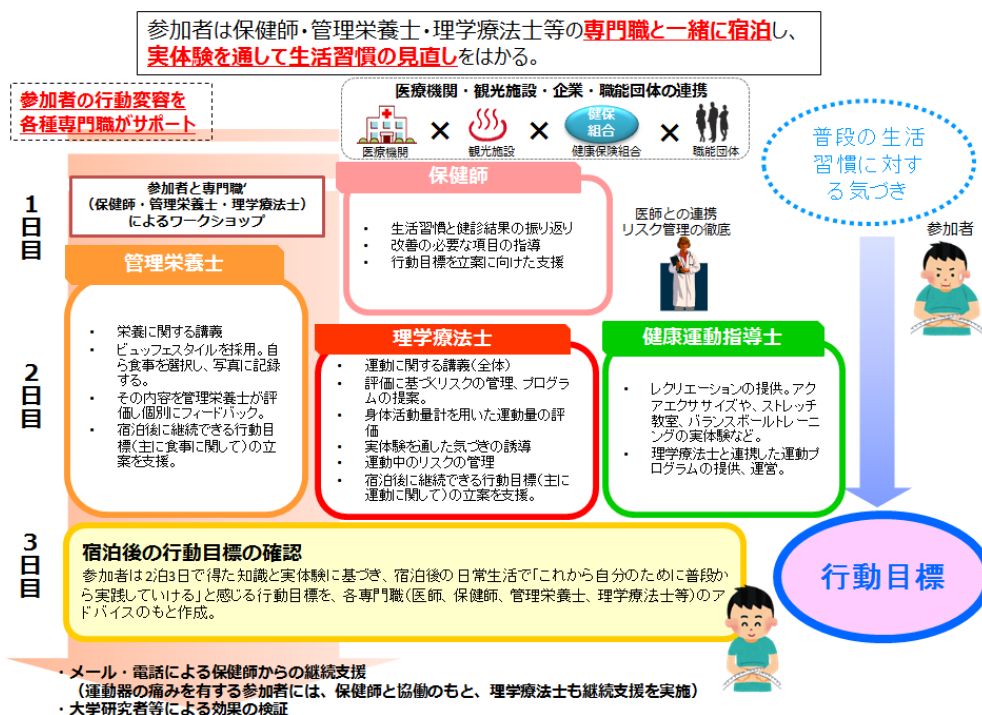 参加者は保健師・管理栄養士・理学療法士等の専門職と一緒に宿泊し、
実体験を通して生活習慣の見直しをはかる。
参加者の行動変容を
各種専門職がサポート
医療機関・観光施設・企業・職能団体の連携
健保
組合
医療機関
観光施設
健康保険組合
職能団体
普段の生活
習慣に対す
る気づき
1
日
目
参加者と専門職’
（保健師・管理栄養士・理学療法士）
によるワークショップ
保健師
• 生活習慣と健診結果の振り返り
• 改善の必要な項目の指導
• 行動目標を立案に向けた支援
医師との連携
リスク管理の徹底
参加者
2
日
目
管理栄養士
• 栄養に関する講義
• ビュッフェスタイルを採用。自
ら食事を選択し、写真に記録
する。
• その内容を管理栄養士が評
価し個別にフィードバック。
• 宿泊後に継続できる行動目
標（主に食事に関して）の立
案を支援。
理学療法士
• 運動に関する講義（全体）
• 評価に基づくリスクの管理、プログラ
ムの提案。
• 身体活動量計を用いた運動量の評
価
• 実体験を通した気づきの誘導
• 運動中のリスクの管理
• 宿泊後に継続できる行動目標（主に
運動に関して）の立案を支援。
健康運動指導士
• レクリエーションの提供。アク
アエクササイズや、ストレッチ
教室、バランスボールトレーニ
ングの実体験など。
• 理学療法士と連携した運動プ
ログラムの提供、運営。
3
日
目
宿泊後の行動目標の確認
参加者は2泊3日で得た知識と実体験に基づき、宿泊後の日常生活で「これから自分のために普段か
ら実践していける」と感じる行動目標を、各専門職（医師、保健師、管理栄養士、理学療法士等）のア
ドバイスのもと作成。
行動目標
・メール・電話による保健師からの継続支援
（運動器の痛みを有する参加者には、保健師と協働のもと、理学療法士も継続支援を実施）
・大学研究者等による効果の検証